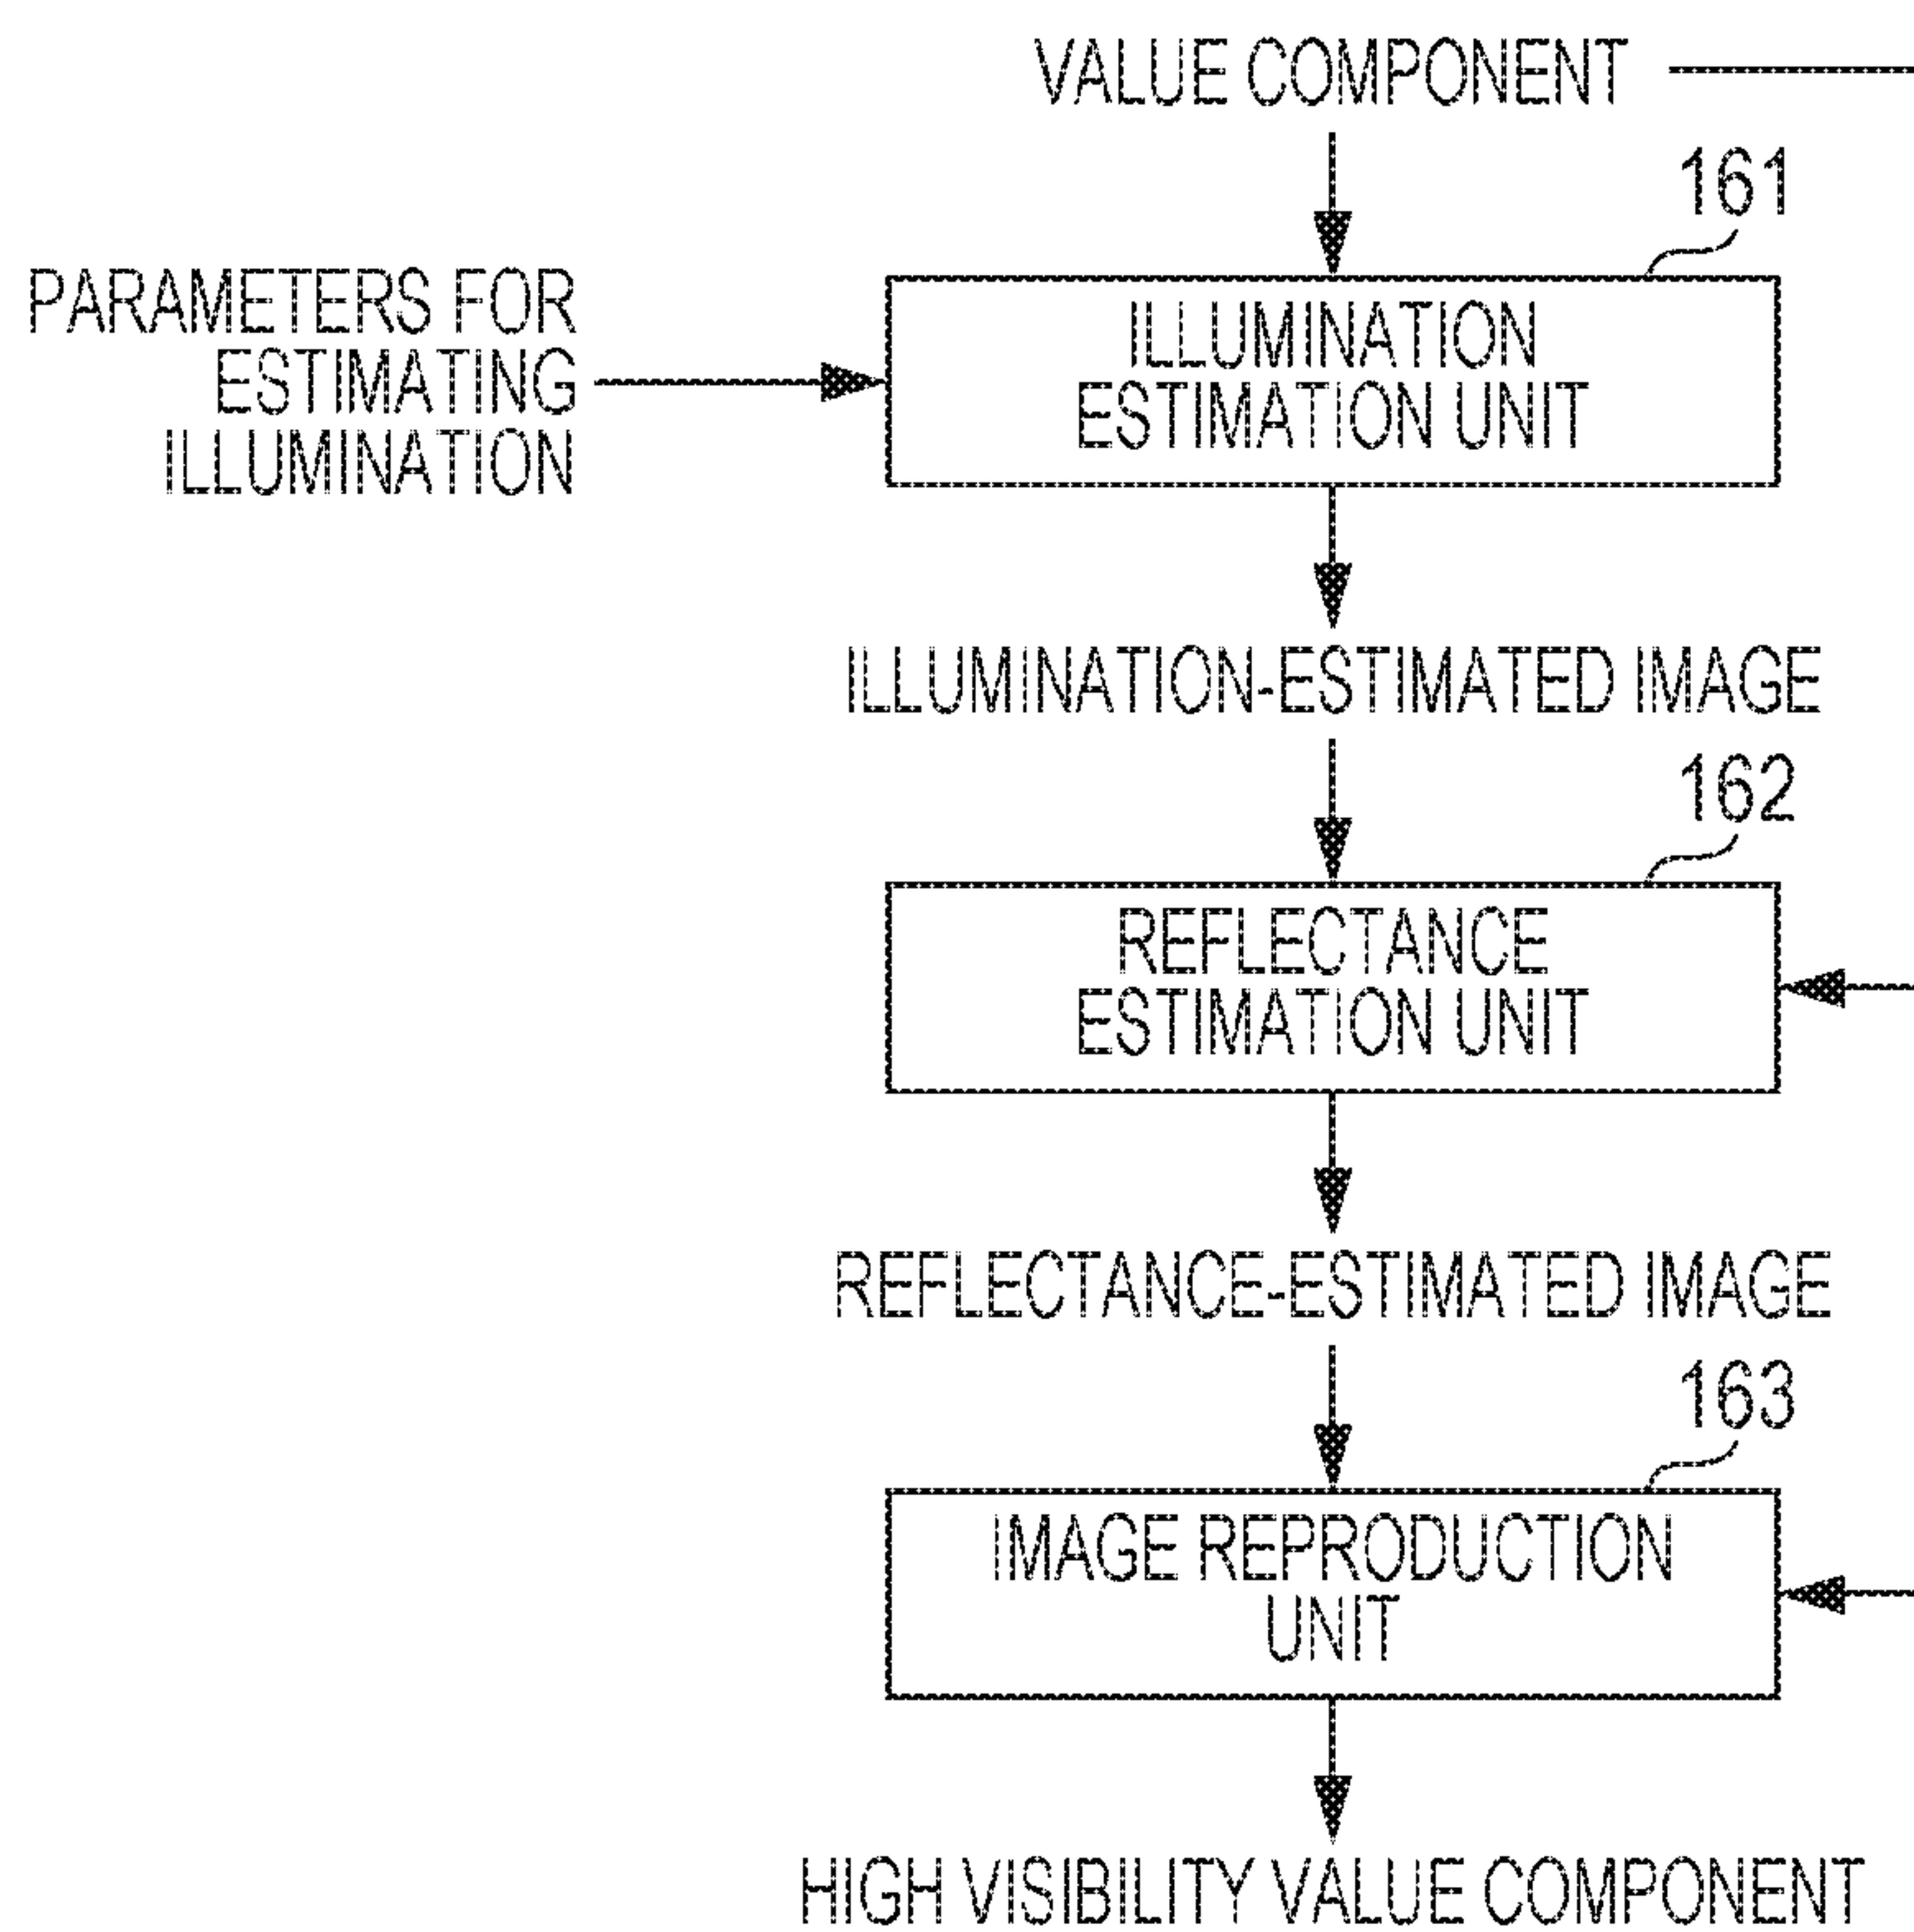 VALUE COMPONENT
161
PARAMETERS FOR
ESTIMATING
ILLUMINATION
ILLUMINATION
ESTIMATION UNIT
ILLUMINATION-ESTIMATED IMAGE
162
REFLECTANCE
ESTIMATION UNIT
REFLECTANCE-ESTIMATED IMAGE
163
IMAGE REPRODUCTION
UNIT
HIGH VISIBILITY VALUE COMPONENT